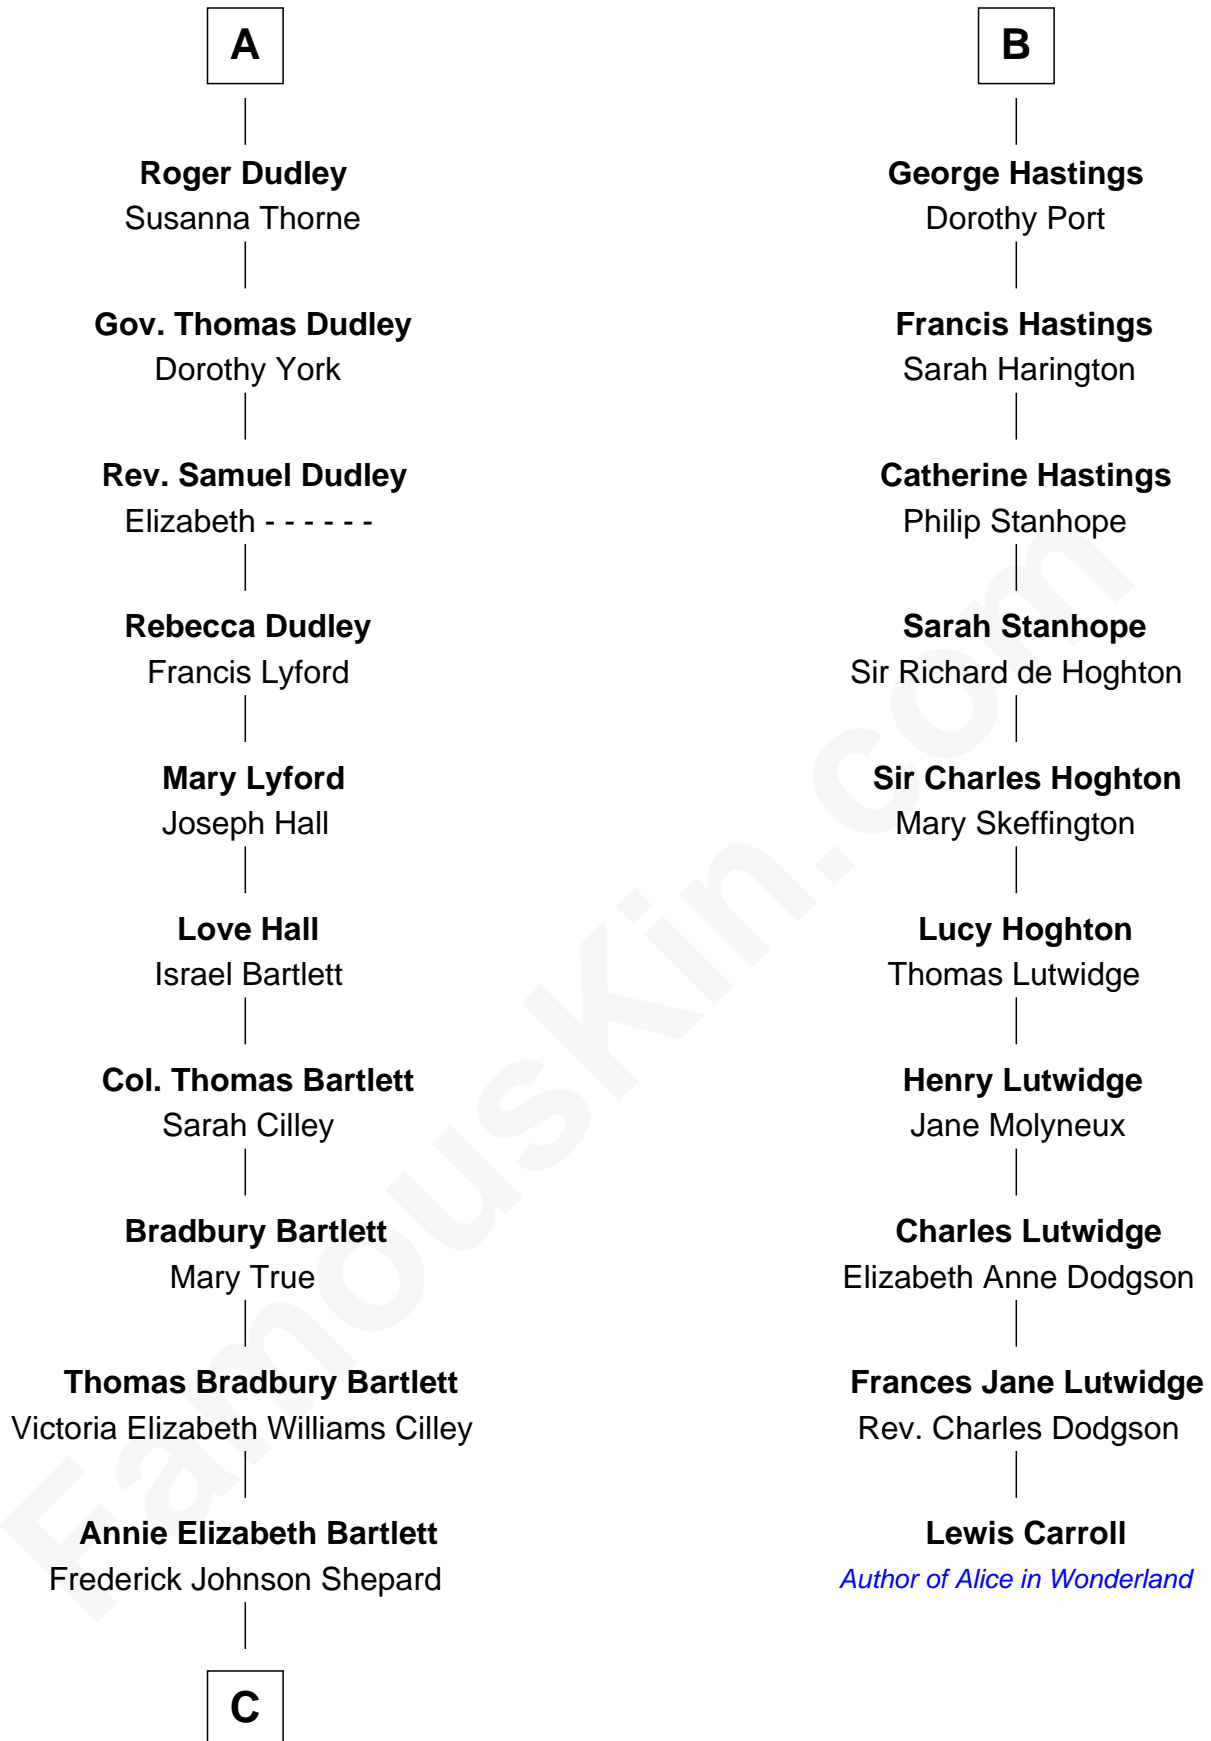 A
Roger Dudley
Susanna Thorne
Gov. Thomas Dudley
Dorothy York
Rev. Samuel Dudley
Elizabeth - - - - - -
Rebecca Dudley
Francis Lyford
Mary Lyford
Joseph Hall
Love Hall
Israel Bartlett
Col. Thomas Bartlett
Sarah Cilley
Bradbury Bartlett
Mary True
Thomas Bradbury Bartlett
Victoria Elizabeth Williams Cilley
Annie Elizabeth Bartlett
Frederick Johnson Shepard
C
B
George Hastings
Dorothy Port
Francis Hastings
Sarah Harington
Catherine Hastings
Philip Stanhope
Sarah Stanhope
Sir Richard de Hoghton
Sir Charles Hoghton
Mary Skeffington
Lucy Hoghton
Thomas Lutwidge
Henry Lutwidge
Jane Molyneux
Charles Lutwidge
Elizabeth Anne Dodgson
Frances Jane Lutwidge
Rev. Charles Dodgson
Lewis Carroll
Author of Alice in Wonderland
FamousKin.com